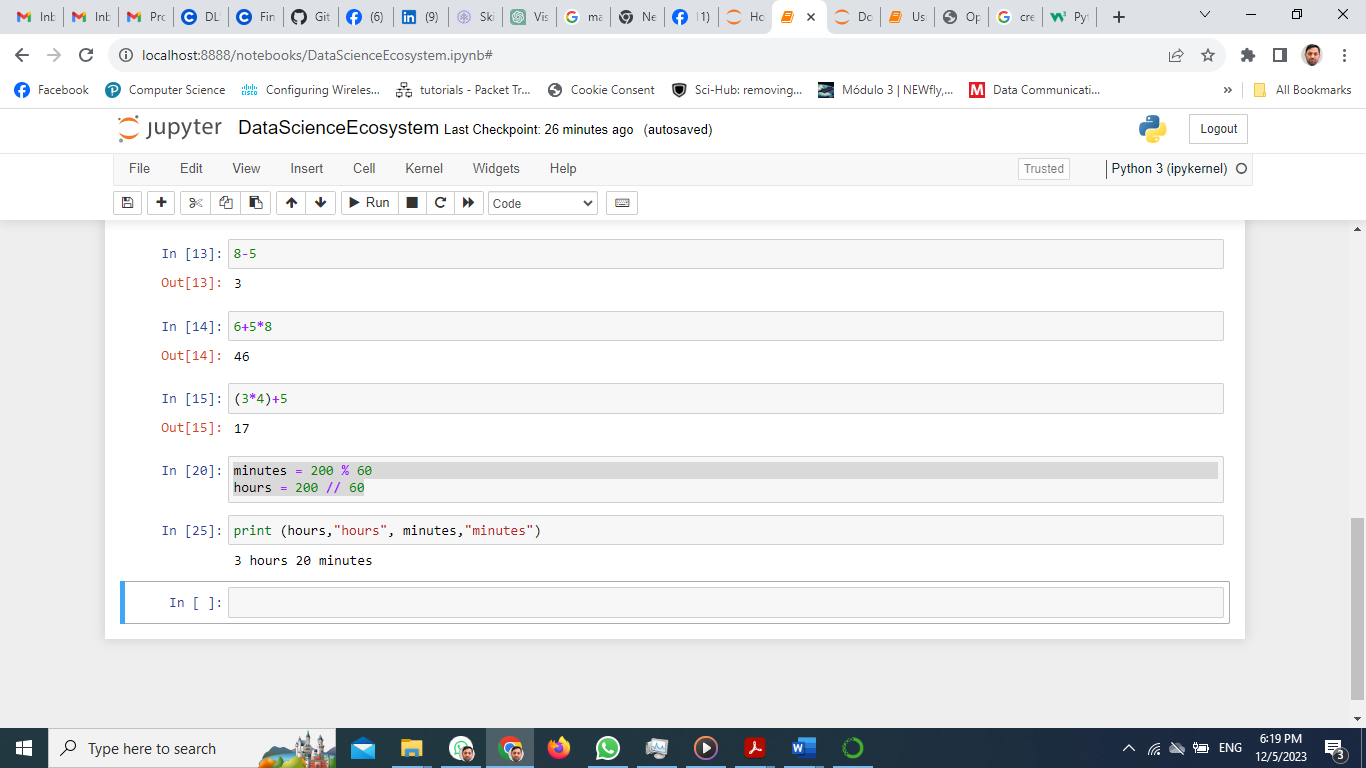 Inb
Inb
Pro
DL
Fin
Git
(6)
(9)
Ski
Vis
ma
Ne
(1)
Ho
Do
Us
Op
cre
Pyt
localhost:8888/notebooks/DataScienceEcosystem.ipynb#
Facebook
Computer Science
Configuring Wireles...
tutorials - Packet Tr...
Cookie Consent
Sci-Hub: removing...
Módulo 3 | NEWfly,...
Data Communicati...
»
All Bookmarks
jupyter DataScienceEcosystem Last Checkpoint: 26 minutes ago (autosaved)
Logout
File Edit View Insert Cell Kernel Widgets Help
Trusted
Python 3 (ipykernel)
Run
Code
In [13]: 8-5
Out[13]: 3
In [14]: 6+5*8
Out[14]: 46
In [15]: (3*4)+5
Out[15]: 17
In [20]: minutes = 200 % 60
hours = 200 // 60
In [25]: print (hours,"hours", minutes,"minutes")
3 hours 20 minutes
In [ ]:
Type here to search
ENG
6:19 PM
12/5/2023
3